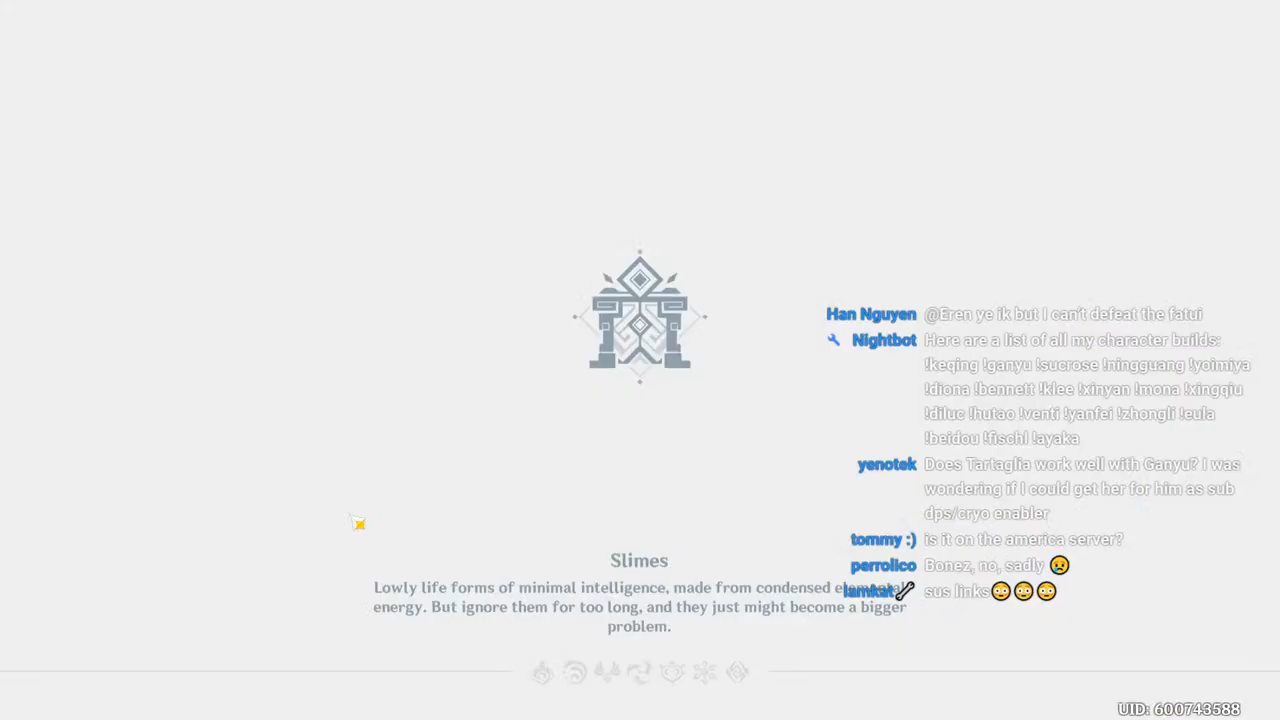 Han Nguyen @Eren ye ik but I can't defeat the fatui
Nightbot Here are a list of all my character builds:
!keqing !ganyu !sucrose !ningguang !yoimiya
!diona !bennett !klee !xinyan !mona !xingqiu
!diluc !hutao !venti !yanfei !zhongli !eula
!beidou !fischl !ayaka
yenotek Does Tartaglia work well with Ganyu? I was
wondering if I could get her for him as sub
dps/cryo enabler
tommy :) is it on the america server?
perrolico Bonez, no, sadly 😢
Iamkat🦴 sus links😳😳😳
Slimes
Lowly life forms of minimal intelligence, made from condensed elemental
energy. But ignore them for too long, and they just might become a bigger
problem.
UID: 600743588